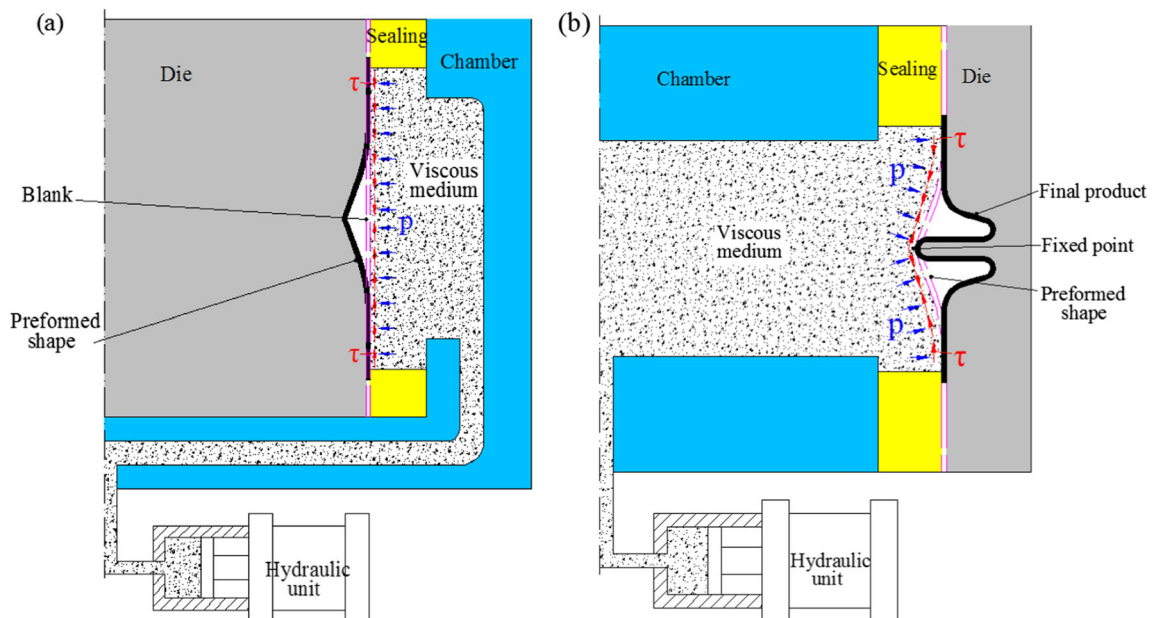 (a)
Sealing
Die
Chamber
τ
Viscous
medium
Blank
p
Preformed
shape
τ
Hydraulic
unit
(b)
Chamber
Sealing
Die
τ
p
Final product
Viscous
medium
Fixed point
Preformed
shape
p
τ
Hydraulic
unit